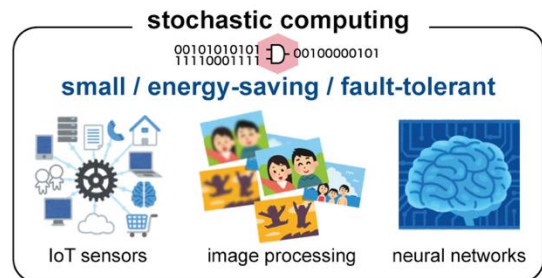 stochastic computing
00101010101
11110001111
00100000101
small / energy-saving / fault-tolerant
IoT sensors
image processing
neural networks